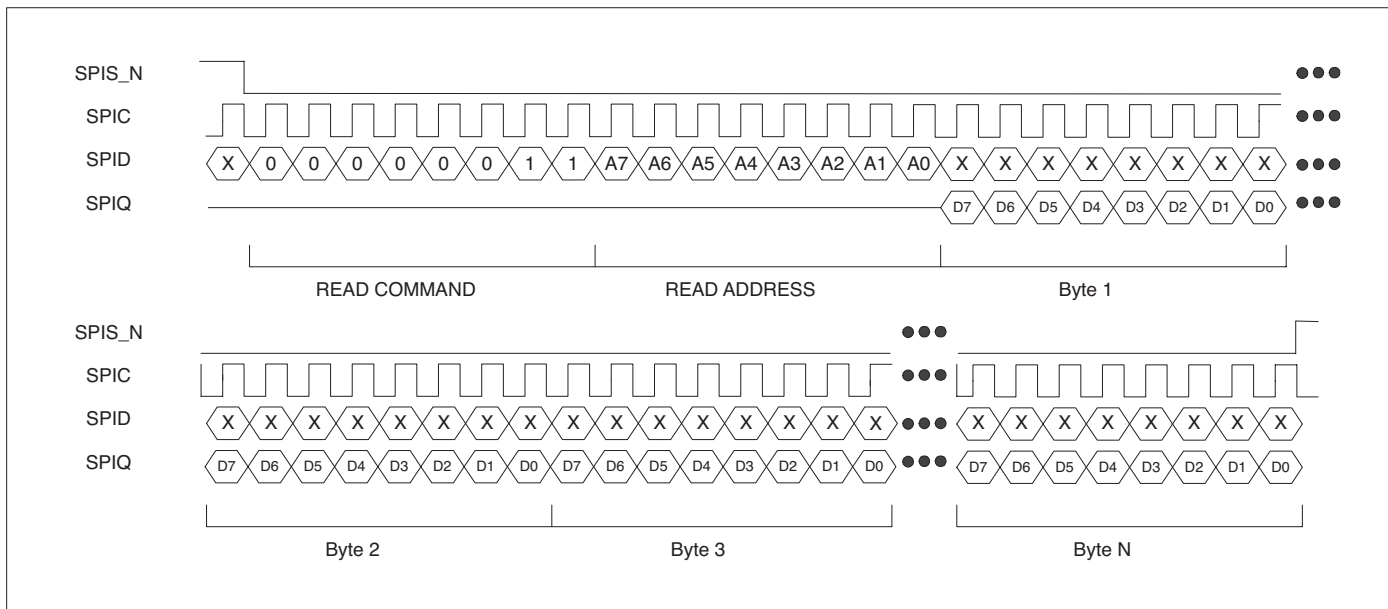 SPIS_N
SPIC
SPID X 0 0 0 0 0 0 1 1 A7 A6 A5 A4 A3 A2 A1 A0 X X X X X X X X
SPIQ D7 D6 D5 D4 D3 D2 D1 D0
READ COMMAND READ ADDRESS Byte 1
SPIS_N
SPIC
SPID X X X X X X X X X X X X X X X X X X X X X X X X
SPIQ D7 D6 D5 D4 D3 D2 D1 D0 D7 D6 D5 D4 D3 D2 D1 D0 D7 D6 D5 D4 D3 D2 D1 D0
Byte 2 Byte 3 Byte N